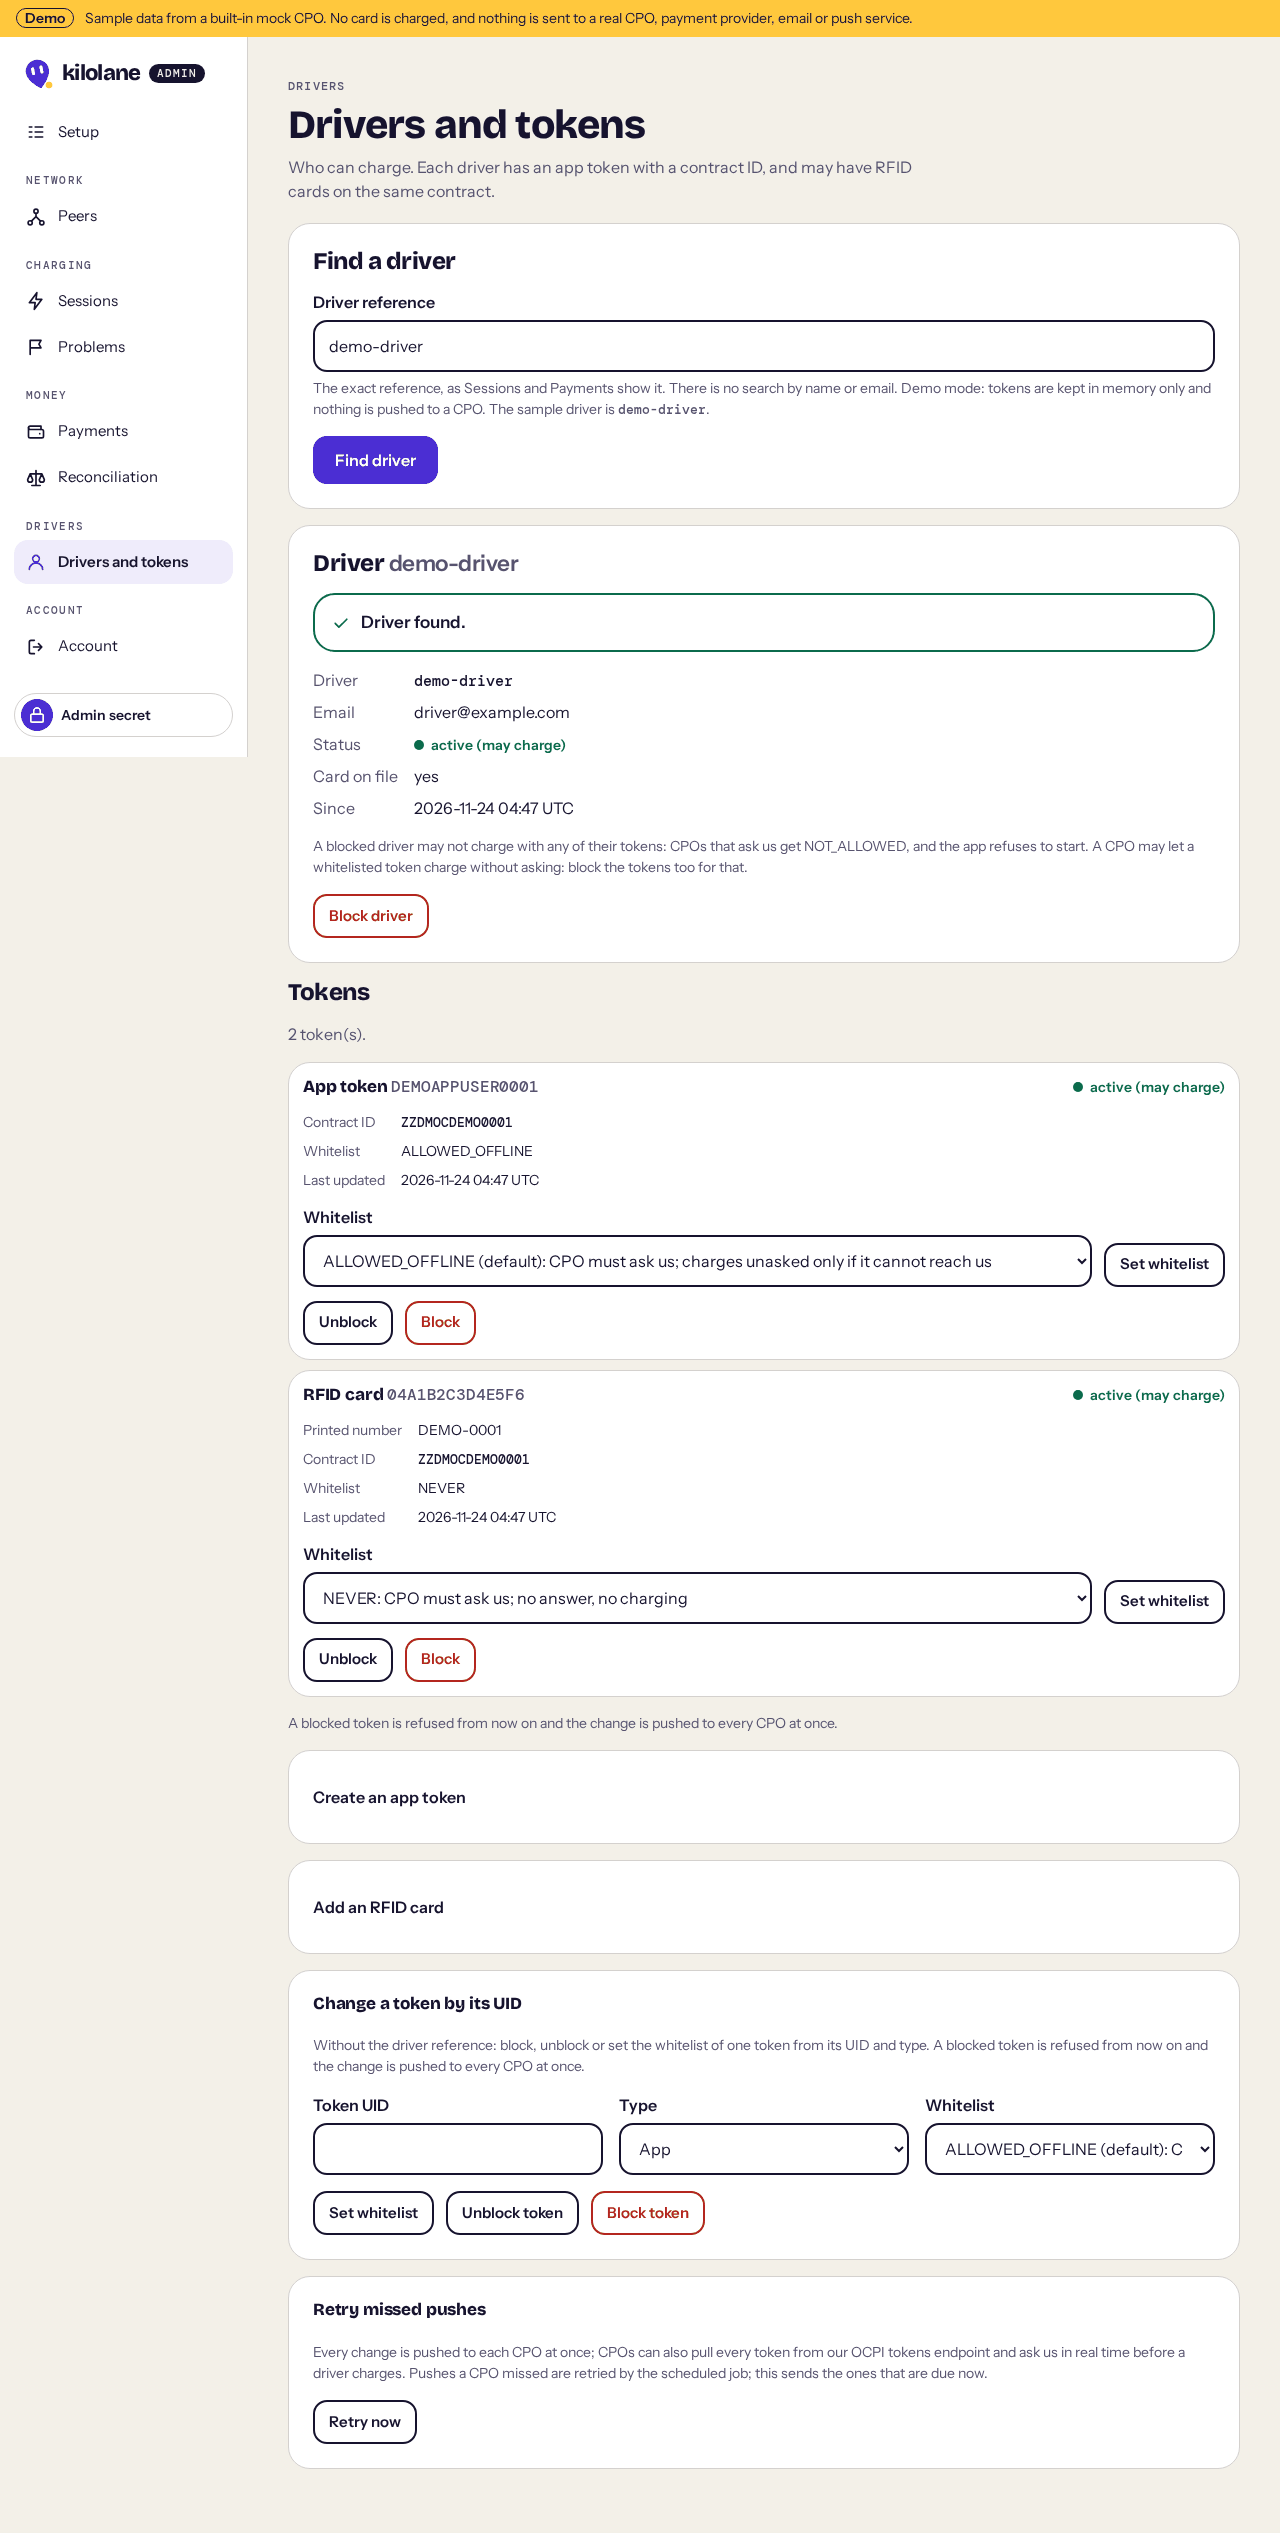 Demo Sample data from a built-in mock CPO. No card is charged, and nothing is sent to a real CPO, payment provider, email or push service.
kilolane ADMIN
Setup
NETWORK
Peers
CHARGING
Sessions
Problems
MONEY
Payments
Reconciliation
DRIVERS
Drivers and tokens
ACCOUNT
Account
Admin secret
DRIVERS
Drivers and tokens
Who can charge. Each driver has an app token with a contract ID, and may have RFID
cards on the same contract.
Find a driver
Driver reference
demo-driver
The exact reference, as Sessions and Payments show it. There is no search by name or email. Demo mode: tokens are kept in memory only and
nothing is pushed to a CPO. The sample driver is demo-driver.
Find driver
Driver demo-driver
Driver found.
Driver demo-driver
Email driver@example.com
Status active (may charge)
Card on file yes
Since 2026-11-24 04:47 UTC
A blocked driver may not charge with any of their tokens: CPOs that ask us get NOT_ALLOWED, and the app refuses to start. A CPO may let a
whitelisted token charge without asking: block the tokens too for that.
Block driver
Tokens
2 token(s).
App token DEMOAPPUSER0001 active (may charge)
Contract ID ZZDMOCDEMO0001
Whitelist ALLOWED_OFFLINE
Last updated 2026-11-24 04:47 UTC
Whitelist
ALLOWED_OFFLINE (default): CPO must ask us; charges unasked only if it cannot reach us Set whitelist
Unblock Block
RFID card 04A1B2C3D4E5F6 active (may charge)
Printed number DEMO-0001
Contract ID ZZDMOCDEMO0001
Whitelist NEVER
Last updated 2026-11-24 04:47 UTC
Whitelist
NEVER: CPO must ask us; no answer, no charging Set whitelist
Unblock Block
A blocked token is refused from now on and the change is pushed to every CPO at once.
Create an app token
Add an RFID card
Change a token by its UID
Without the driver reference: block, unblock or set the whitelist of one token from its UID and type. A blocked token is refused from now on and
the change is pushed to every CPO at once.
Token UID Type Whitelist
App ALLOWED_OFFLINE (default): C
Set whitelist Unblock token Block token
Retry missed pushes
Every change is pushed to each CPO at once; CPOs can also pull every token from our OCPI tokens endpoint and ask us in real time before a
driver charges. Pushes a CPO missed are retried by the scheduled job; this sends the ones that are due now.
Retry now